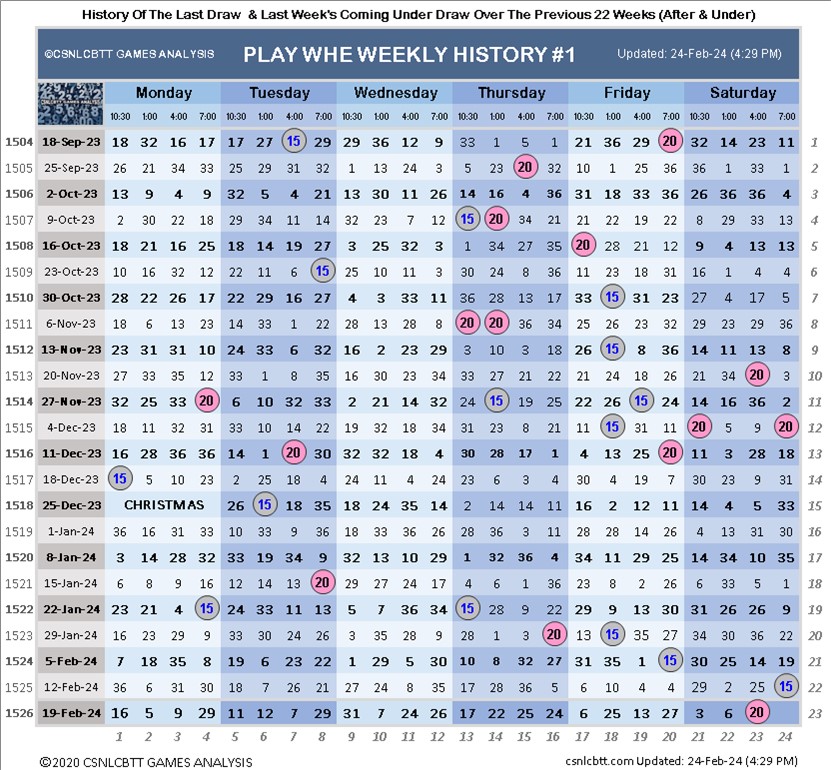 History Of The Last Draw & Last Week's Coming Under Draw Over The Previous 22 Weeks (After & Under)
©CSNLCBTT GAMES ANALYSIS PLAY WHE WEEKLY HISTORY #1 Updated: 24-Feb-24 (4:29 PM)
Monday Tuesday Wednesday Thursday Friday Saturday
CSNLCBTT GAMES ANALYSIS
10:30 1:00 4:00 7:00 10:30 1:00 4:00 7:00 10:30 1:00 4:00 7:00 10:30 1:00 4:00 7:00 10:30 1:00 4:00 7:00 10:30 1:00 4:00 7:00
1504 18-Sep-23 18 32 16 17 17 27 15 29 29 36 12 9 33 1 5 1 21 36 29 20 32 14 23 11 1
1505 25-Sep-23 26 21 34 33 25 29 31 32 1 13 24 3 5 23 20 32 10 1 25 36 36 1 33 1 2
1506 2-Oct-23 13 9 4 9 32 5 4 21 13 30 11 26 14 16 4 36 31 18 33 36 26 36 36 4 3
1507 9-Oct-23 2 30 22 18 29 34 11 14 32 23 7 12 15 20 34 21 21 22 19 22 8 29 33 13 4
1508 16-Oct-23 18 21 16 25 18 14 19 27 3 25 32 3 1 34 27 35 20 28 21 12 9 4 13 13 5
1509 23-Oct-23 10 16 32 12 22 11 6 15 25 10 11 3 30 24 8 36 11 23 18 31 16 1 4 4 6
1510 30-Oct-23 28 22 26 17 22 29 16 27 4 3 33 11 36 28 13 17 33 15 31 23 27 4 17 5 7
1511 6-Nov-23 18 6 13 23 14 33 1 22 28 13 28 8 20 20 36 34 25 26 23 32 29 23 29 36 8
1512 13-Nov-23 23 31 31 10 24 33 6 32 16 2 23 29 3 10 3 18 26 15 8 36 14 11 13 8 9
1513 20-Nov-23 27 33 35 12 33 1 8 35 16 30 23 34 33 27 21 22 21 24 18 26 23 34 20 3 10
1514 27-Nov-23 32 25 33 20 6 10 32 33 2 21 14 32 24 15 19 25 22 26 15 24 14 16 36 2 11
1515 4-Dec-23 18 11 32 31 33 10 14 22 19 32 18 34 31 23 8 21 11 15 31 11 20 5 9 20 12
1516 11-Dec-23 16 28 36 36 14 1 20 30 32 32 18 4 30 28 17 1 4 13 25 20 11 3 28 18 13
1517 18-Dec-23 15 5 10 23 2 25 18 4 24 29 11 34 23 6 3 4 30 4 19 7 30 23 9 31 14
1518 25-Dec-23 CHRISTMAS 26 15 18 35 18 24 35 14 2 14 14 11 16 2 12 11 14 4 5 33 15
1519 1-Jan-24 36 16 31 33 10 33 9 36 18 33 26 35 36 31 3 31 28 28 14 26 4 13 31 30 16
1520 8-Jan-24 3 14 28 32 33 19 34 9 32 13 10 29 1 32 36 4 34 11 29 25 14 34 10 35 17
1521 15-Jan-24 6 8 9 16 12 14 13 20 29 27 24 17 4 6 1 36 23 8 2 26 6 33 5 1 18
1522 22-Jan-24 23 21 4 15 24 33 11 13 5 7 36 34 15 28 9 22 29 9 13 30 31 26 26 9 19
1523 29-Jan-24 16 23 29 9 33 30 24 26 3 35 28 9 28 1 3 20 13 15 35 27 34 30 36 22 20
1524 5-Feb-24 7 18 35 8 19 6 23 22 1 29 5 30 10 8 32 27 31 35 1 15 30 25 14 19 21
1525 12-Feb-24 36 6 31 30 18 7 26 21 27 24 8 35 17 28 36 5 6 10 4 4 29 2 25 15 22
1526 19-Feb-24 16 5 9 29 11 12 7 29 31 7 24 26 17 22 25 24 6 25 13 27 3 6 20 23
1 2 3 4 5 6 7 8 9 10 11 12 13 14 15 16 17 18 19 20 21 22 23 24
©2020 CSNLCBTT GAMES ANALYSIS csnlcbtt.com Updated: 24-Feb-24 (4:29 PM)